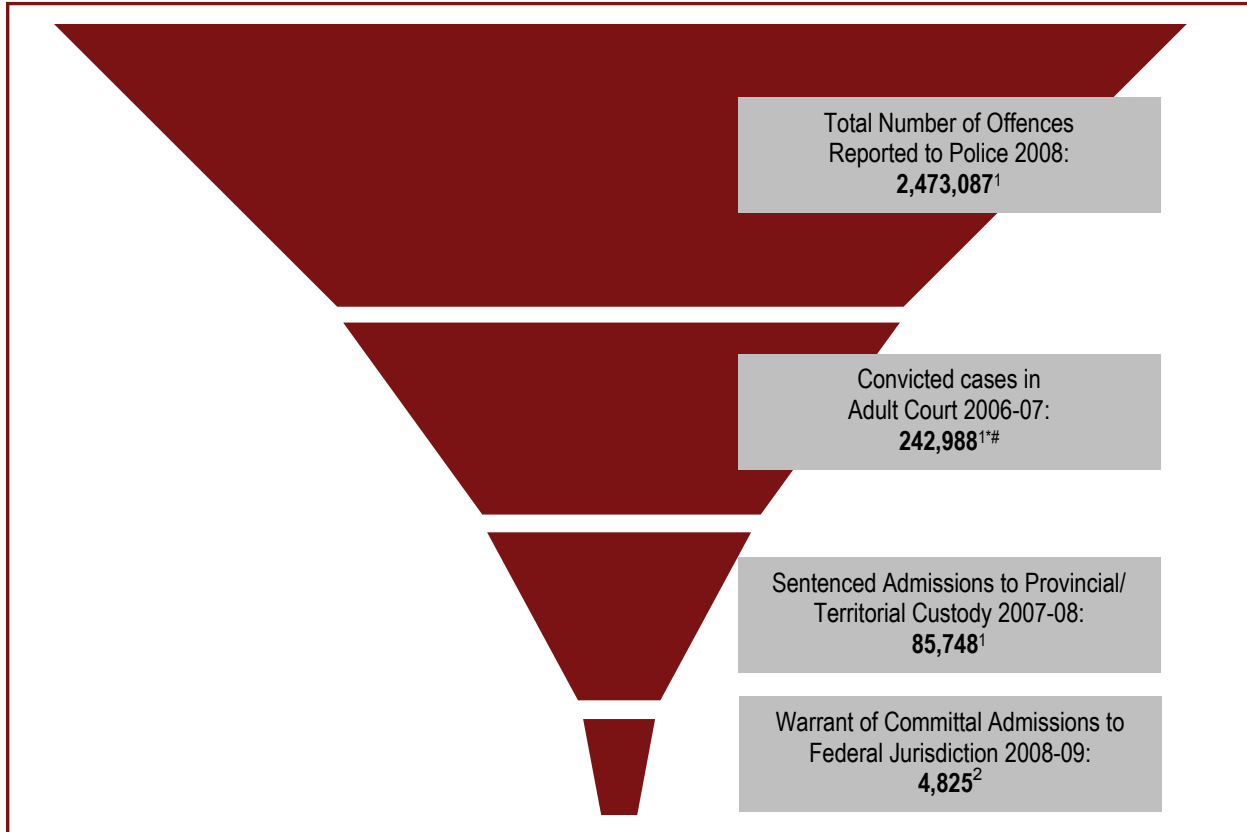 Total Number of Offences
Reported to Police 2008:
2,473,087¹
Convicted cases in
Adult Court 2006-07:
242,988¹*#
Sentenced Admissions to Provincial/
Territorial Custody 2007-08:
85,748¹
Warrant of Committal Admissions to
Federal Jurisdiction 2008-09:
4,825²